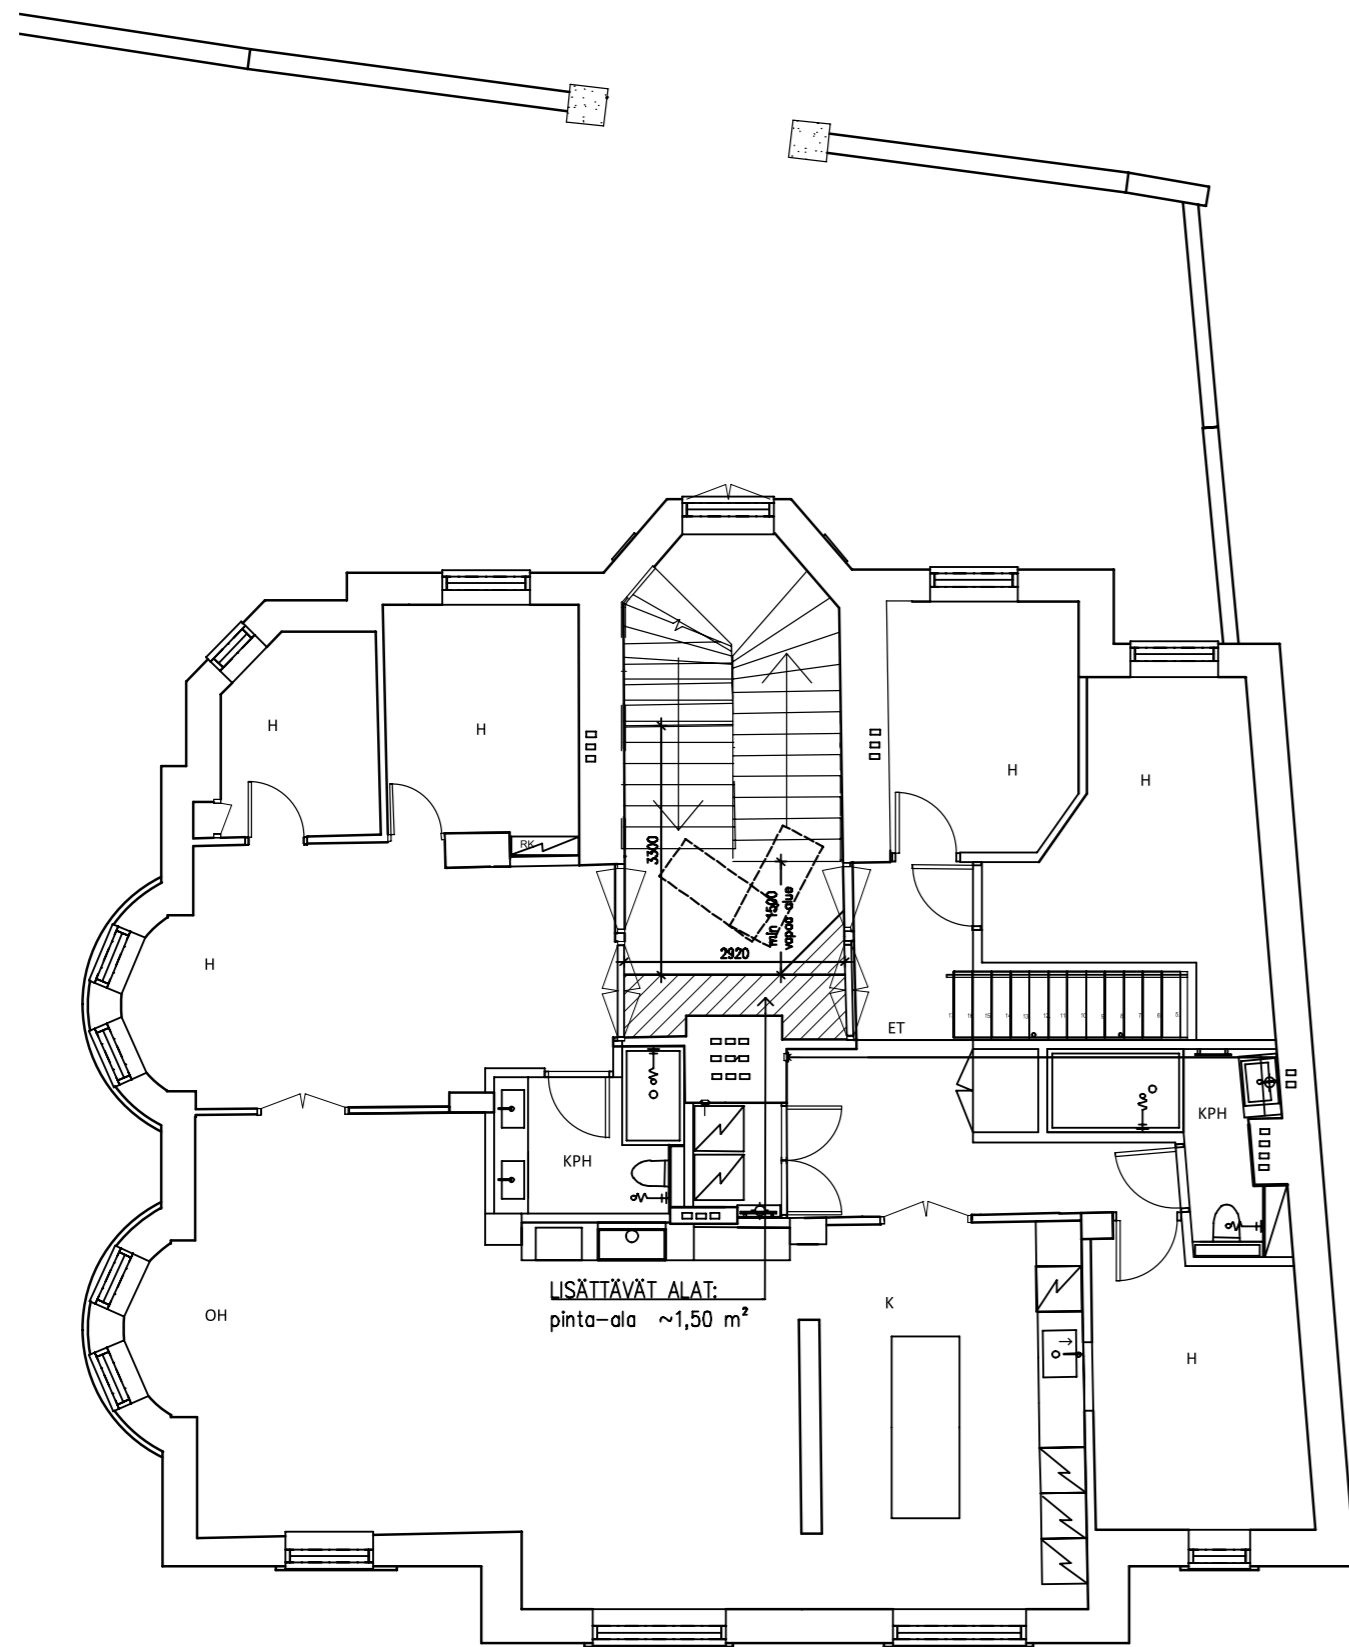 H
H
H
H
RK
3300
min 1500
vapaa-alue
2920
H
ET
KPH
KPH
LISÄTTÄVÄT ALAT:
pinta-ala ~1,50 m²
OH
K
H